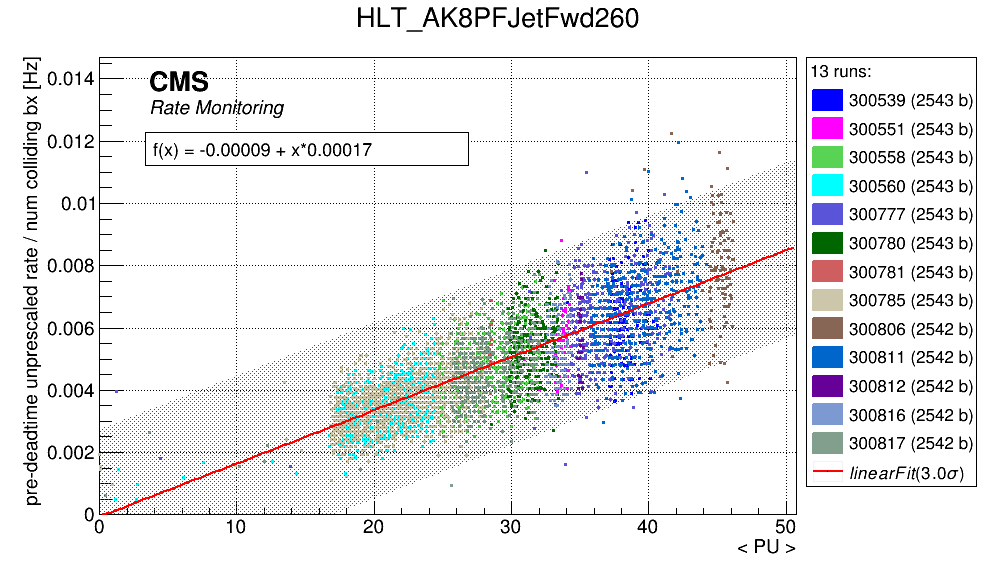 HLT_AK8PFJetFwd260
pre-deadtime unprescaled rate / num colliding bx [Hz]
0.014
0.012
0.01
0.008
0.006
0.004
0.002
0
CMS
Rate Monitoring
f(x) = -0.00009 + x*0.00017
0 10 20 30 40 50
< PU >
13 runs:
300539 (2543 b)
300551 (2543 b)
300558 (2543 b)
300560 (2543 b)
300777 (2543 b)
300780 (2543 b)
300781 (2543 b)
300785 (2543 b)
300806 (2542 b)
300811 (2542 b)
300812 (2542 b)
300816 (2542 b)
300817 (2542 b)
linearFit(3.0σ)